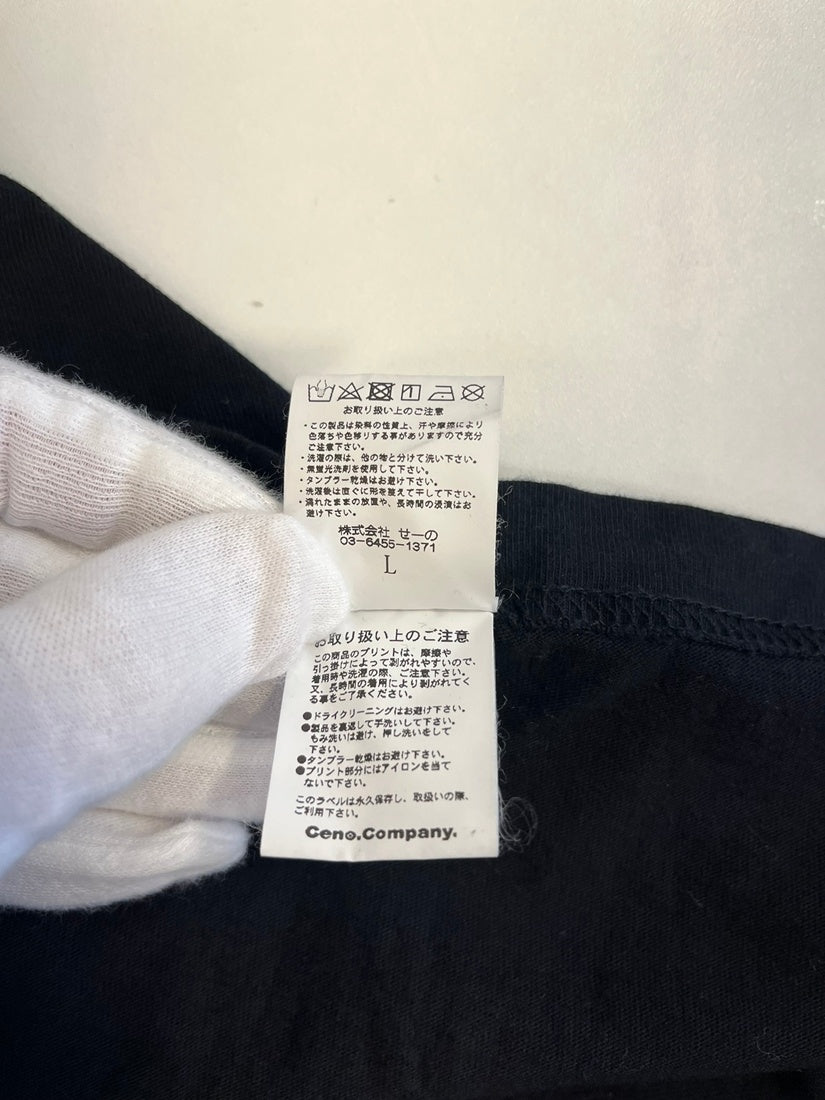 お取り扱い上のご注意
・この製品は染料の性質上、汗や摩擦により
色落ちや色移りする事がありますので充分
ご注意下さい。
・洗濯の際は、他の物と分けて洗い下さい。
・無蛍光洗剤を使用して下さい。
・タンブラー乾燥はお避け下さい。
・洗濯後は直ぐに形を整えて干して下さい。
・濡れたままの放置や、長時間の浸漬はお
避け下さい。
株式会社 せーの
03-6455-1371
L
お取り扱い上のご注意
この商品のプリントは、摩擦や
引っ掛けによって剥がれやすいので、
着用時や洗濯の際、ご注意下さい。
又、長時間の着用により剥がれてく
る事をご了承ください。
●ドライクリーニングはお避け下さい。
●製品を裏返して手洗いして下さい。
もみ洗いは避け、押し洗いをして
下さい。
●タンブラー乾燥はお避け下さい。
●プリント部分にはアイロンを当て
ないで下さい。
このラベルは永久保存し、取扱いの際、
ご利用下さい。
Ceno.Company.